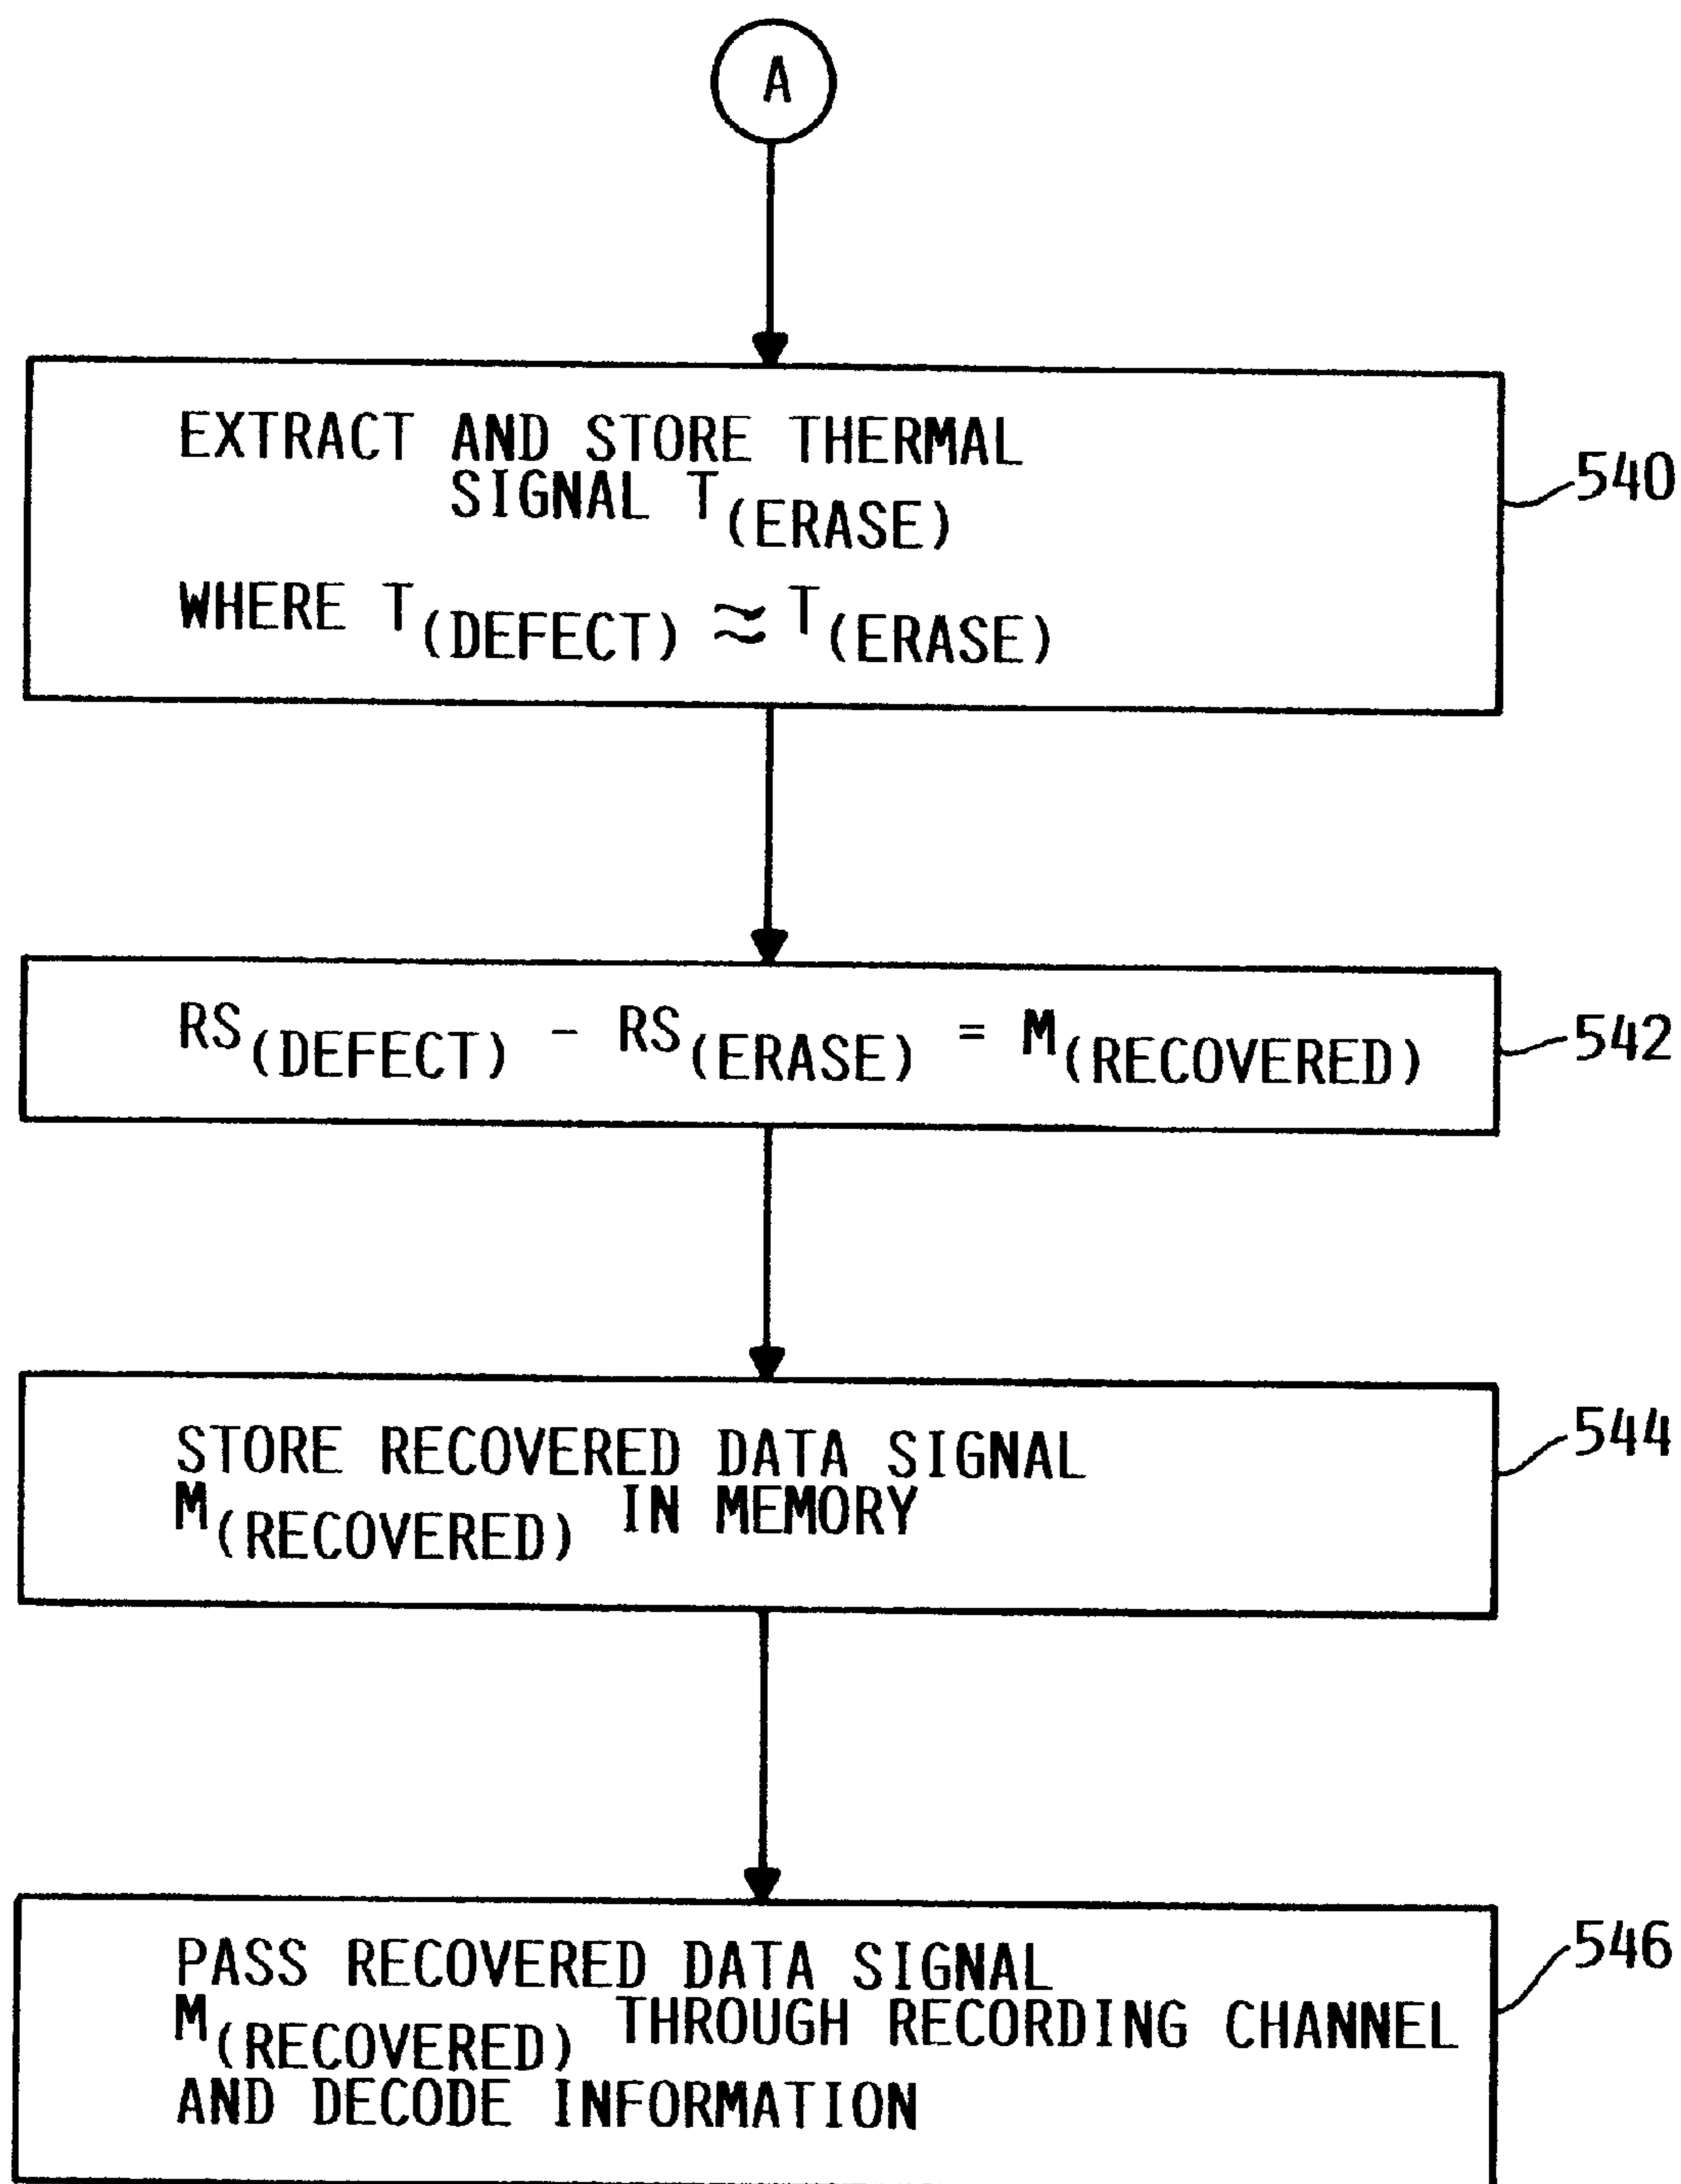 A
EXTRACT AND STORE THERMAL
SIGNAL T(ERASE)
WHERE T(DEFECT) ≈ T(ERASE)
540
RS(DEFECT) - RS(ERASE) = M(RECOVERED)
542
STORE RECOVERED DATA SIGNAL
M(RECOVERED) IN MEMORY
544
PASS RECOVERED DATA SIGNAL
M(RECOVERED) THROUGH RECORDING CHANNEL
AND DECODE INFORMATION
546